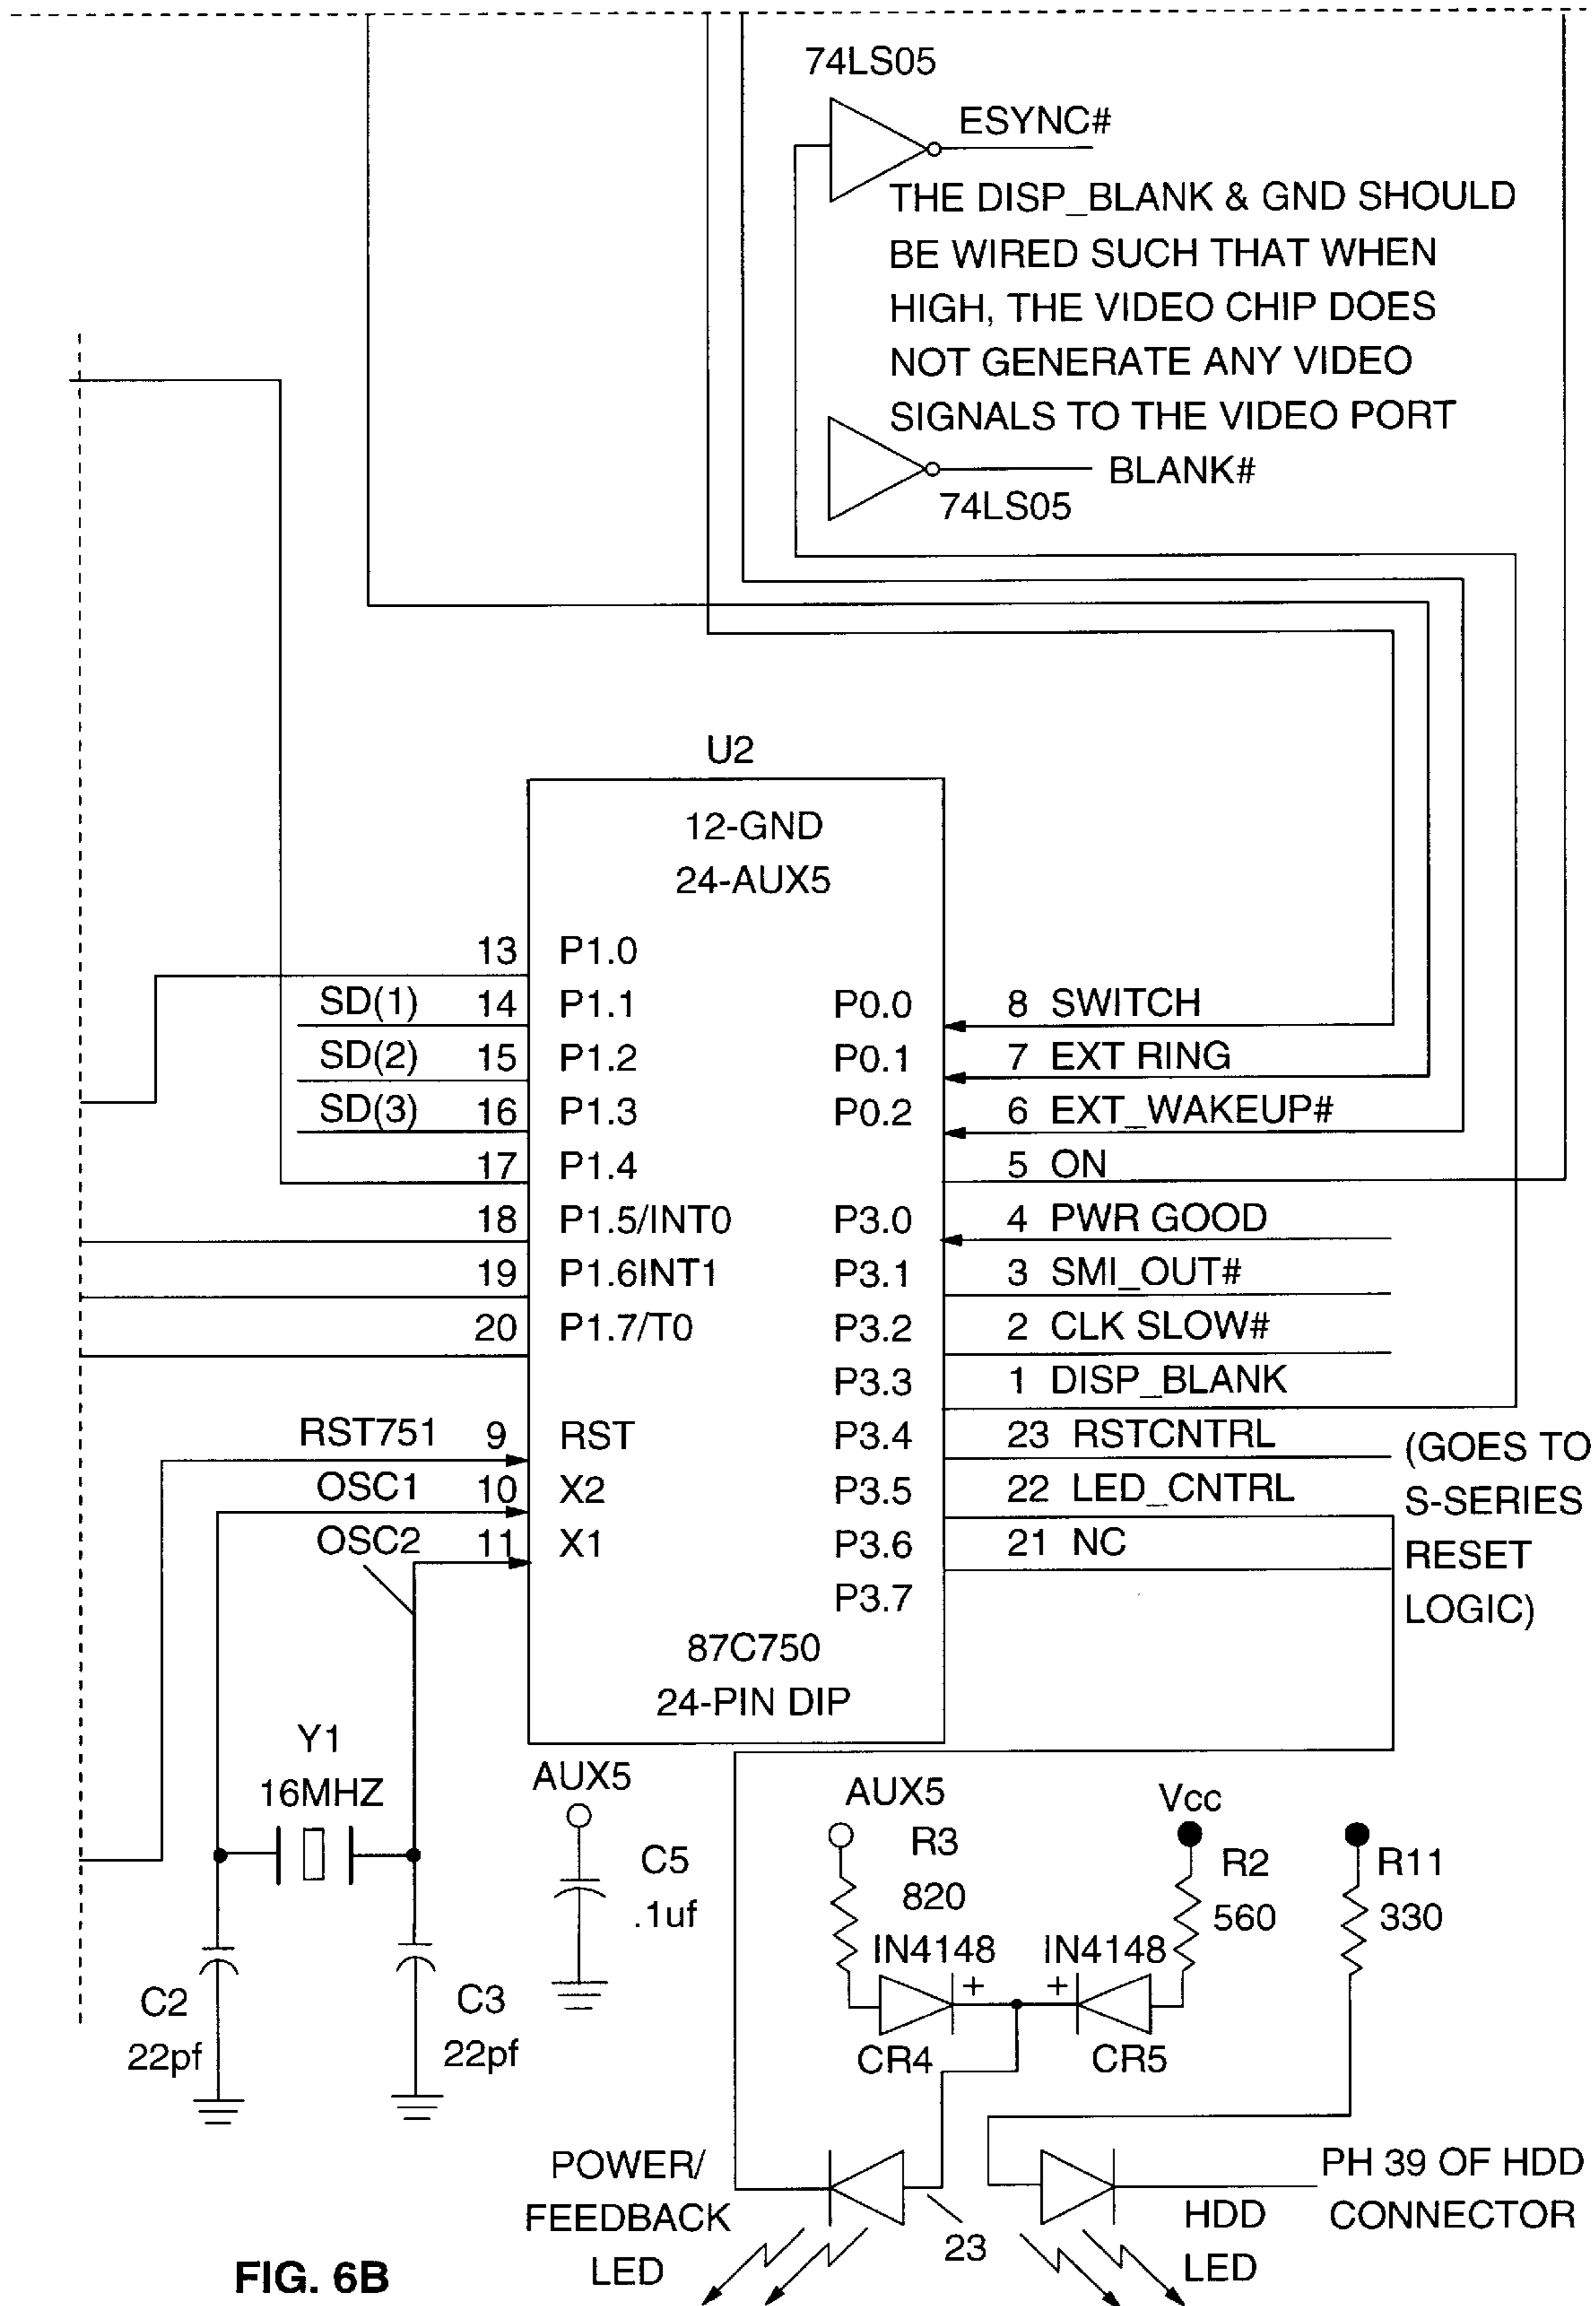 74LS05
ESYNC#
THE DISP_BLANK & GND SHOULD
BE WIRED SUCH THAT WHEN
HIGH, THE VIDEO CHIP DOES
NOT GENERATE ANY VIDEO
SIGNALS TO THE VIDEO PORT
BLANK#
74LS05
U2
12-GND
24-AUX5
13 P1.0
SD(1) 14 P1.1 P0.0 8 SWITCH
SD(2) 15 P1.2 P0.1 7 EXT RING
SD(3) 16 P1.3 P0.2 6 EXT_WAKEUP#
17 P1.4 5 ON
18 P1.5/INT0 P3.0 4 PWR GOOD
19 P1.6INT1 P3.1 3 SMI_OUT#
20 P1.7/T0 P3.2 2 CLK SLOW#
P3.3 1 DISP_BLANK
RST751 9 RST P3.4 23 RSTCNTRL
OSC1 10 X2 P3.5 22 LED_CNTRL
OSC2 11 X1 P3.6 21 NC
P3.7
(GOES TO
S-SERIES
RESET
LOGIC)
87C750
24-PIN DIP
Y1
16MHZ
AUX5
C5
.1uf
AUX5
R3
820
Vcc
R2
560
R11
330
IN4148 IN4148
+ +
CR4 CR5
C2
22pf
C3
22pf
POWER/
FEEDBACK
LED
23
HDD
LED
PH 39 OF HDD
CONNECTOR
FIG. 6B